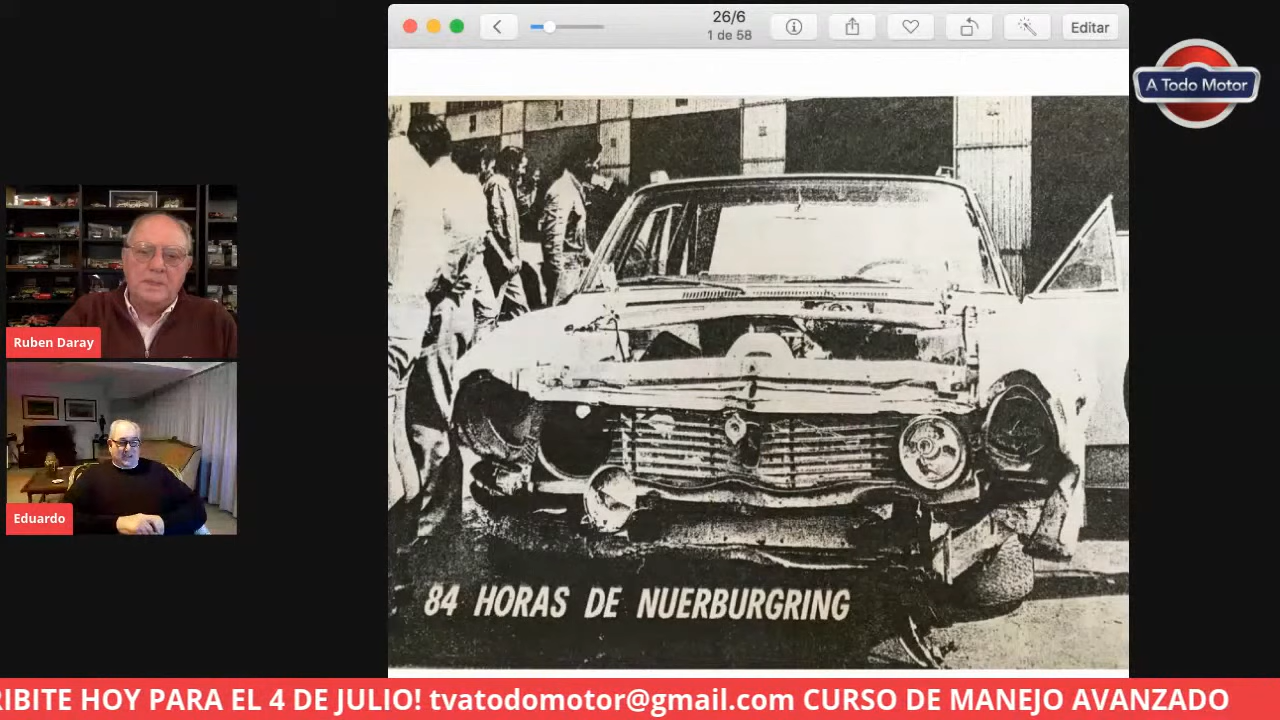 26/6
1 de 58
Editar
A Todo Motor
Ruben Daray
Eduardo
84 HORAS DE NUERBURGRING
RIBITE HOY PARA EL 4 DE JULIO! tvatodomotor@gmail.com CURSO DE MANEJO AVANZADO